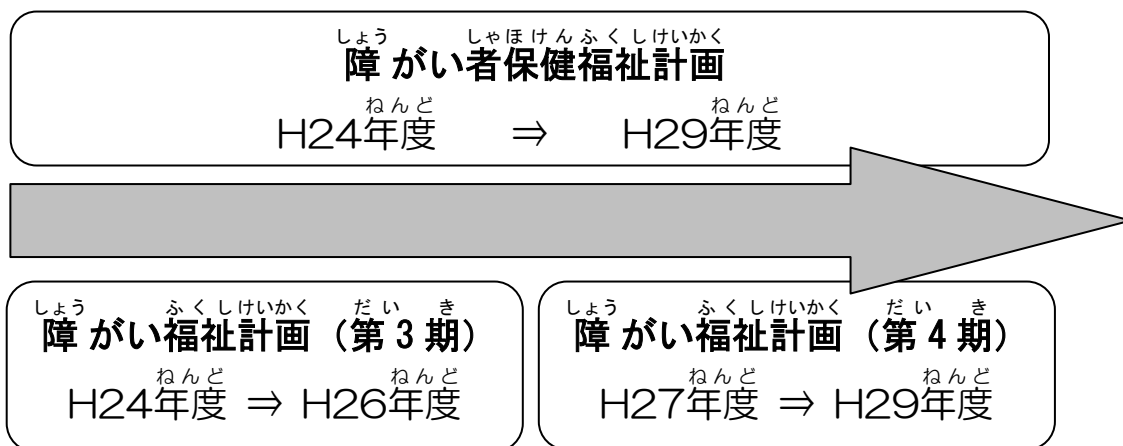 しょう しゃほけんふくしけいかく
障がい者保健福祉計画
ねんど ねんど
H24年度 ⇒ H29年度
しょう ふくしけいかく だい き
障がい福祉計画（第3期）
ねんど ねんど
H24年度 ⇒ H26年度
しょう ふくしけいかく だい き
障がい福祉計画（第4期）
ねんど ねんど
H27年度 ⇒ H29年度